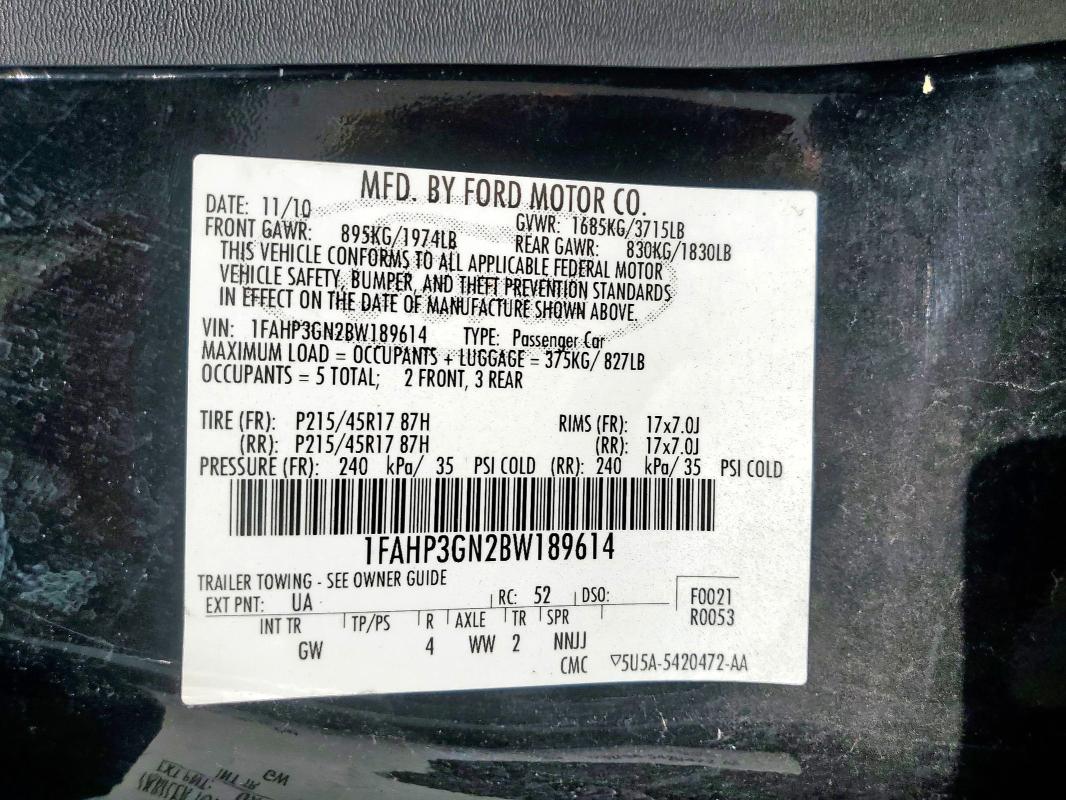 MFD. BY FORD MOTOR CO.
DATE: 11/10 GVWR: 1685KG/3715LB
FRONT GAWR: 895KG/1974LB REAR GAWR: 830KG/1830LB
THIS VEHICLE CONFORMS TO ALL APPLICABLE FEDERAL MOTOR
VEHICLE SAFETY, BUMPER, AND THEFT PREVENTION STANDARDS
IN EFFECT ON THE DATE OF MANUFACTURE SHOWN ABOVE.
VIN: 1FAHP3GN2BW189614 TYPE: Passenger Car
MAXIMUM LOAD = OCCUPANTS + LUGGAGE = 375KG/ 827LB
OCCUPANTS = 5 TOTAL; 2 FRONT, 3 REAR
TIRE (FR): P215/45R17 87H RIMS (FR): 17x7.0J
(RR): P215/45R17 87H (RR): 17x7.0J
PRESSURE (FR): 240 kPa/ 35 PSI COLD (RR): 240 kPa/ 35 PSI COLD
1FAHP3GN2BW189614
TRAILER TOWING - SEE OWNER GUIDE
EXT PNT: UA RC: 52 DSO: F0021
R0053
INT TR TP/PS R AXLE TR SPR
GW 4 WW 2 NNJJ
CMC ▽5U5A-5420472-AA